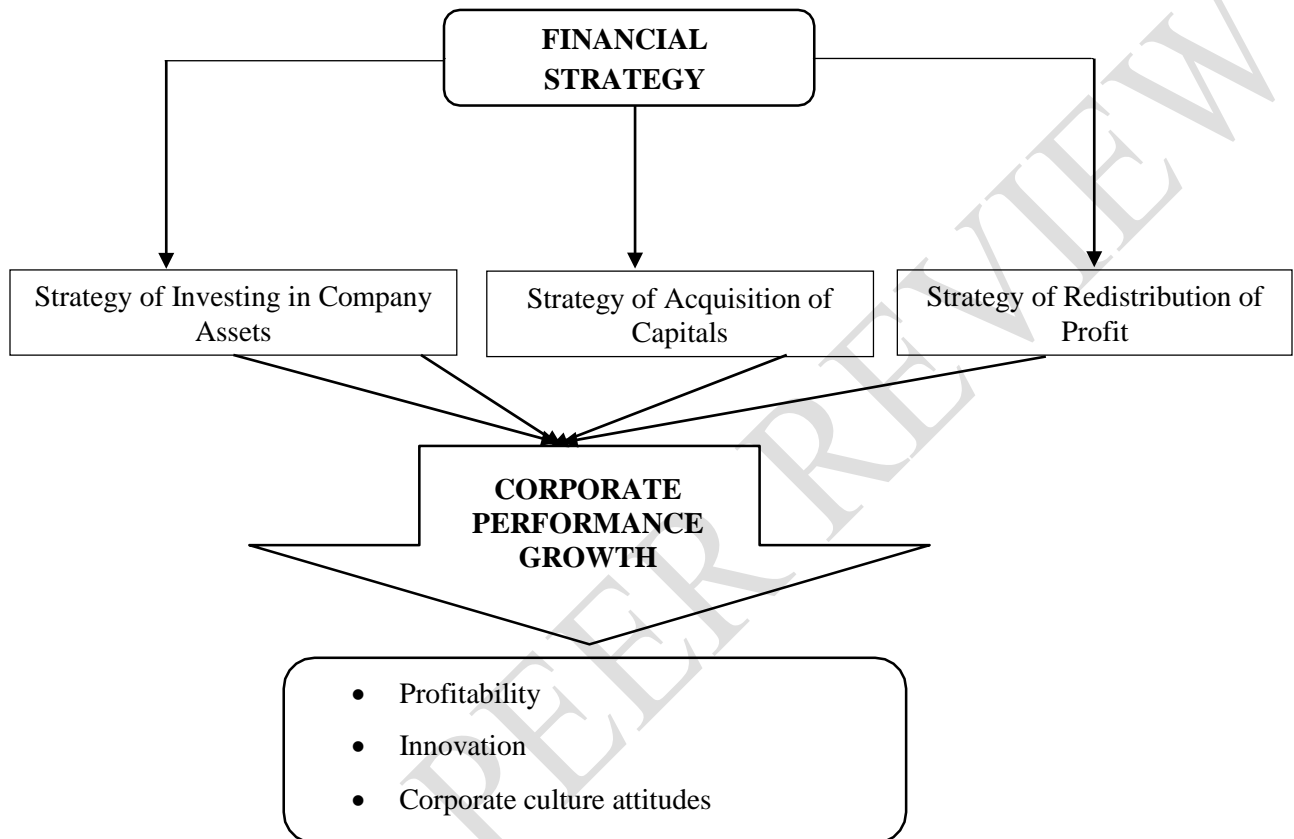 FINANCIAL
STRATEGY
Strategy of Investing in Company
Assets
Strategy of Acquisition of
Capitals
Strategy of Redistribution of
Profit
CORPORATE
PERFORMANCE
GROWTH
• Profitability
• Innovation
• Corporate culture attitudes
PEER REVIEW